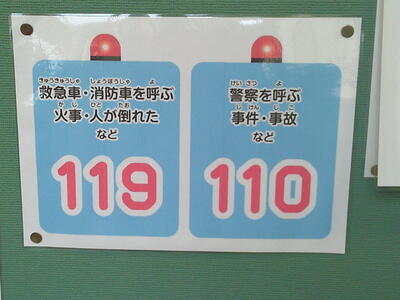 きゅうきゅうしゃ しょうぼうしゃ よ
救急車・消防車を呼ぶ
かじ ひと たお
火事・人が倒れた
など
119
けいさつ よ
警察を呼ぶ
じけん じこ
事件・事故
など
110